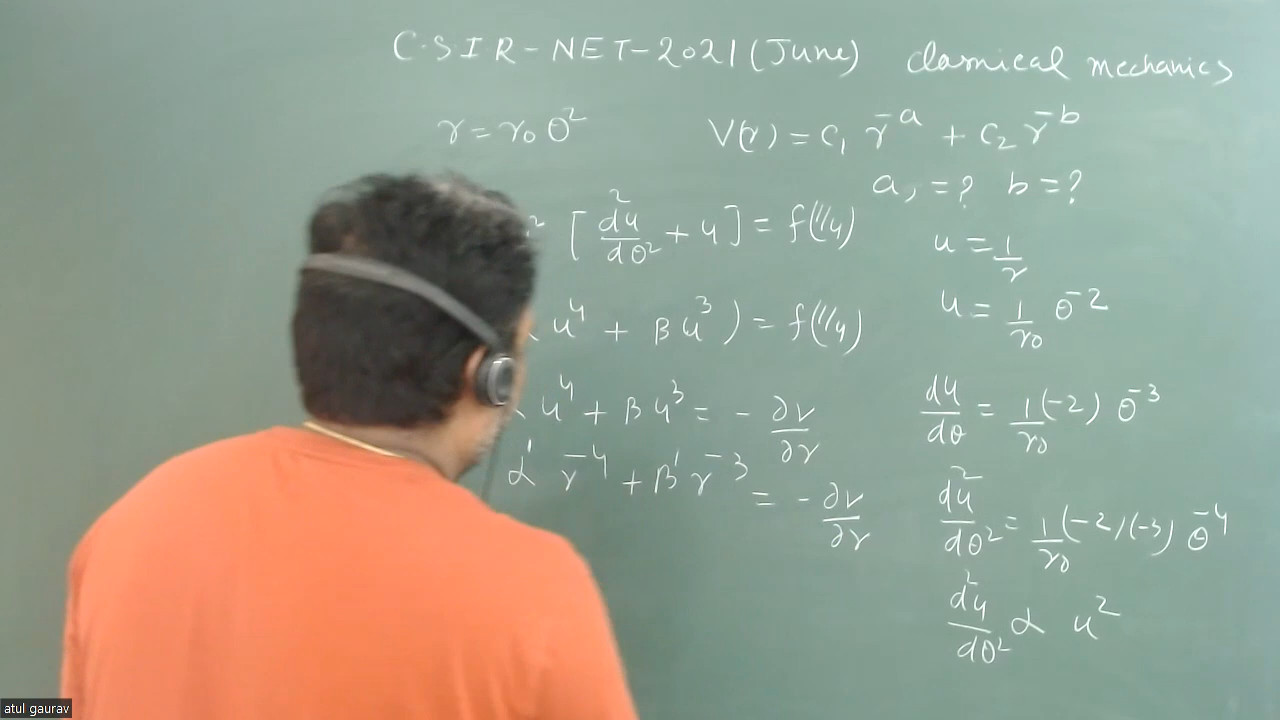 C.S.I.R-NET-2021 (June) classical mechanics
r = r₀ θ² V(r) = C₁ r⁻ᵃ + C₂ r⁻ᵇ
a, = ? b = ?
[d²u/dθ² + u] = f(1/u) u = 1/r
u⁴ + βu³) = f(1/u) u = 1/r₀ θ⁻²
u⁴ + βu³ = - ∂V/∂r du/dθ = 1/r₀ (-2) θ⁻³
α' r⁻⁴ + β' r⁻³ = - ∂V/∂r d²u/dθ² = 1/r₀ (-2)(-3) θ⁻⁴
d²u/dθ² α u²
atul gaurav